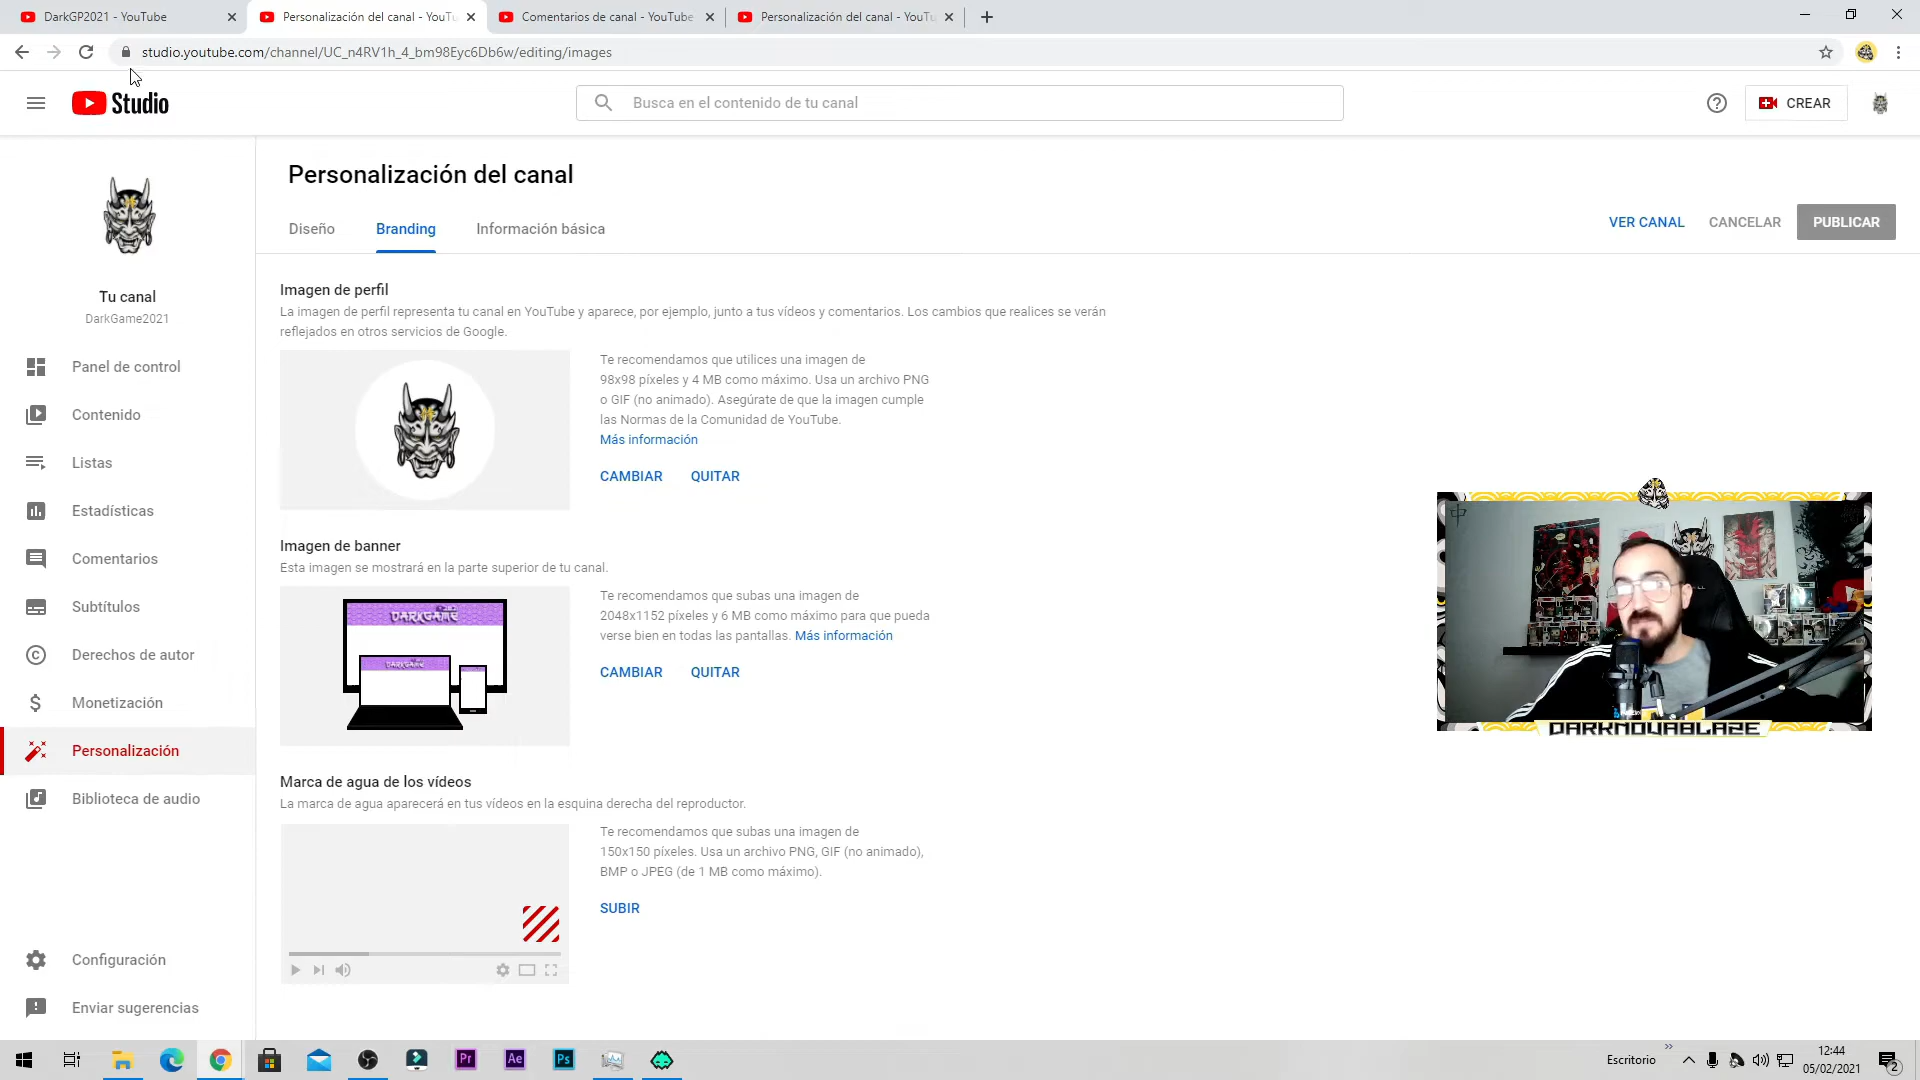 DarkGP2021 - YouTube
Personalización del canal - YouTu
Comentarios de canal - YouTube
Personalización del canal - YouTu
studio.youtube.com/channel/UC_n4RV1h_4_bm98Eyc6Db6w/editing/images
Studio
Busca en el contenido de tu canal
CREAR
Personalización del canal
Diseño
Branding
Información básica
VER CANAL
CANCELAR
PUBLICAR
Tu canal
DarkGame2021
Panel de control
Contenido
Listas
Estadísticas
Comentarios
Subtítulos
Derechos de autor
Monetización
Personalización
Biblioteca de audio
Configuración
Enviar sugerencias
Imagen de perfil
La imagen de perfil representa tu canal en YouTube y aparece, por ejemplo, junto a tus vídeos y comentarios. Los cambios que realices se verán
reflejados en otros servicios de Google.
Te recomendamos que utilices una imagen de
98x98 píxeles y 4 MB como máximo. Usa un archivo PNG
o GIF (no animado). Asegúrate de que la imagen cumple
las Normas de la Comunidad de YouTube.
Más información
CAMBIAR
QUITAR
Imagen de banner
Esta imagen se mostrará en la parte superior de tu canal.
DARKGAME
DARKGAME
Te recomendamos que subas una imagen de
2048x1152 píxeles y 6 MB como máximo para que pueda
verse bien en todas las pantallas. Más información
CAMBIAR
QUITAR
Marca de agua de los vídeos
La marca de agua aparecerá en tus vídeos en la esquina derecha del reproductor.
Te recomendamos que subas una imagen de
150x150 píxeles. Usa un archivo PNG, GIF (no animado),
BMP o JPEG (de 1 MB como máximo).
SUBIR
DARKNOVABLAZE
Pr
Ae
Ps
Escritorio
12:44
05/02/2021
2